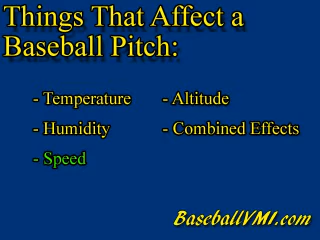 Things That Affect a
Baseball Pitch:
- Temperature - Altitude
- Humidity - Combined Effects
- Speed
BaseballVMI.com